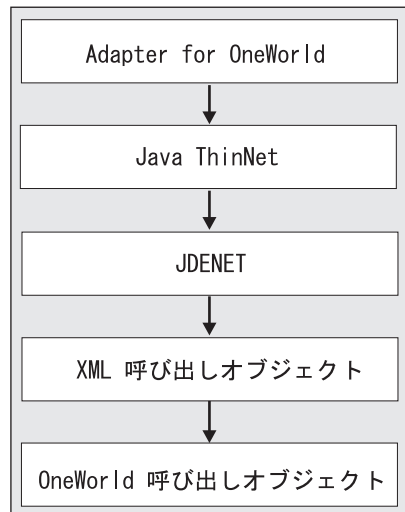 Adapter for OneWorld
Java ThinNet
JDENET
XML 呼び出しオブジェクト
OneWorld 呼び出しオブジェクト